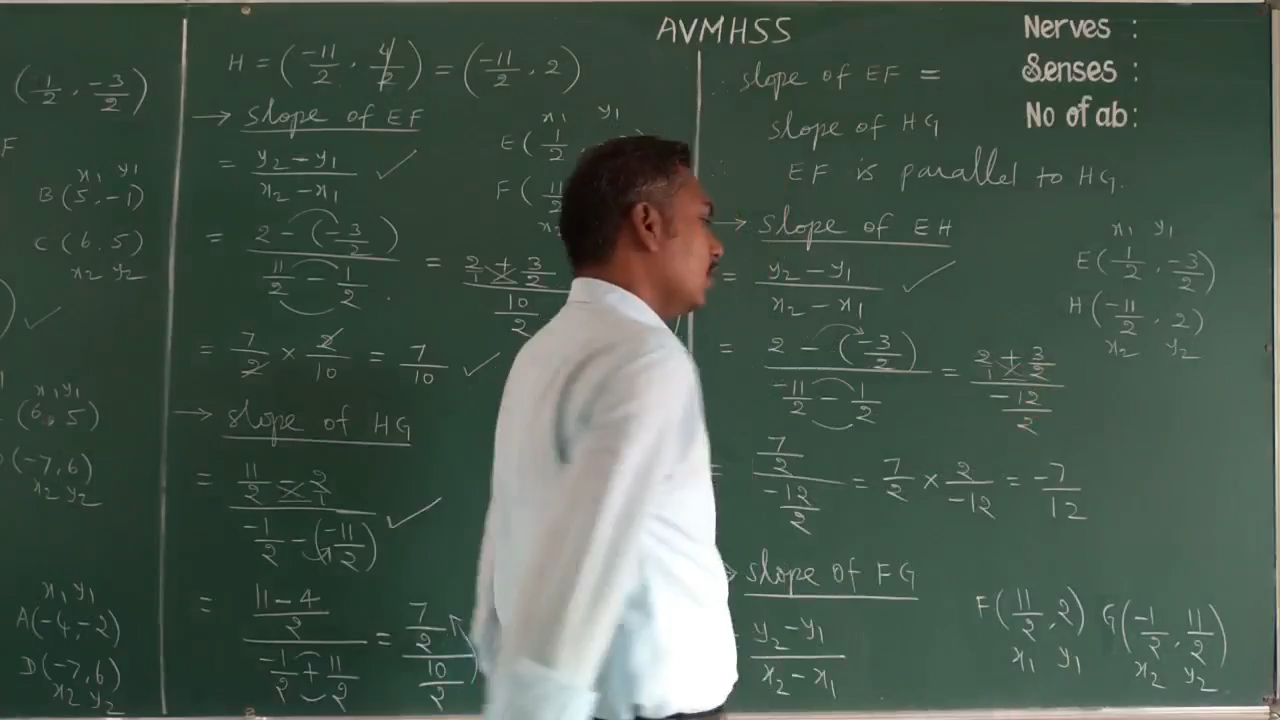 AVMHSS
Nerves :
Senses :
No of ab:
(1/2, -3/2)
F
x1 y1
B(5,-1)
C(6,5)
x2 y2
x1 y1
(6,5)
(-7,6)
x2 y2
x1 y1
A(-4,-2)
D(-7,6)
x2 y2
H = (-11/2, 4/2) = (-11/2, 2)
→ slope of EF
= (y2-y1)/(x2-x1) ✓
= (2-(-3/2))/(11/2 - 1/2) = (2/1 + 3/2)/(10/2)
= 7/2 × 2/10 = 7/10 ✓
x1 y1
E(1/2
F(11
→ slope of HG
= (11/2 - 2/1)/(-1/2 - (-11/2)) ✓
= ((11-4)/2)/(-1/2 + 11/2) = (7/2)/(10/2)
∴ slope of EF =
slope of HG
∴ EF is parallel to HG.
→ slope of EH
= (y2-y1)/(x2-x1) ✓
x1 y1
E(1/2, -3/2)
H(-11/2, 2)
x2 y2
= (2-(-3/2))/(-11/2 - 1/2) = (2/1 + 3/2)/(-12/2)
= (7/2)/(-12/2) = 7/2 × 2/-12 = -7/12
→ slope of FG
(y2-y1)/(x2-x1)
F(11/2, 2) G(-1/2, 11/2)
x1 y1 x2 y2